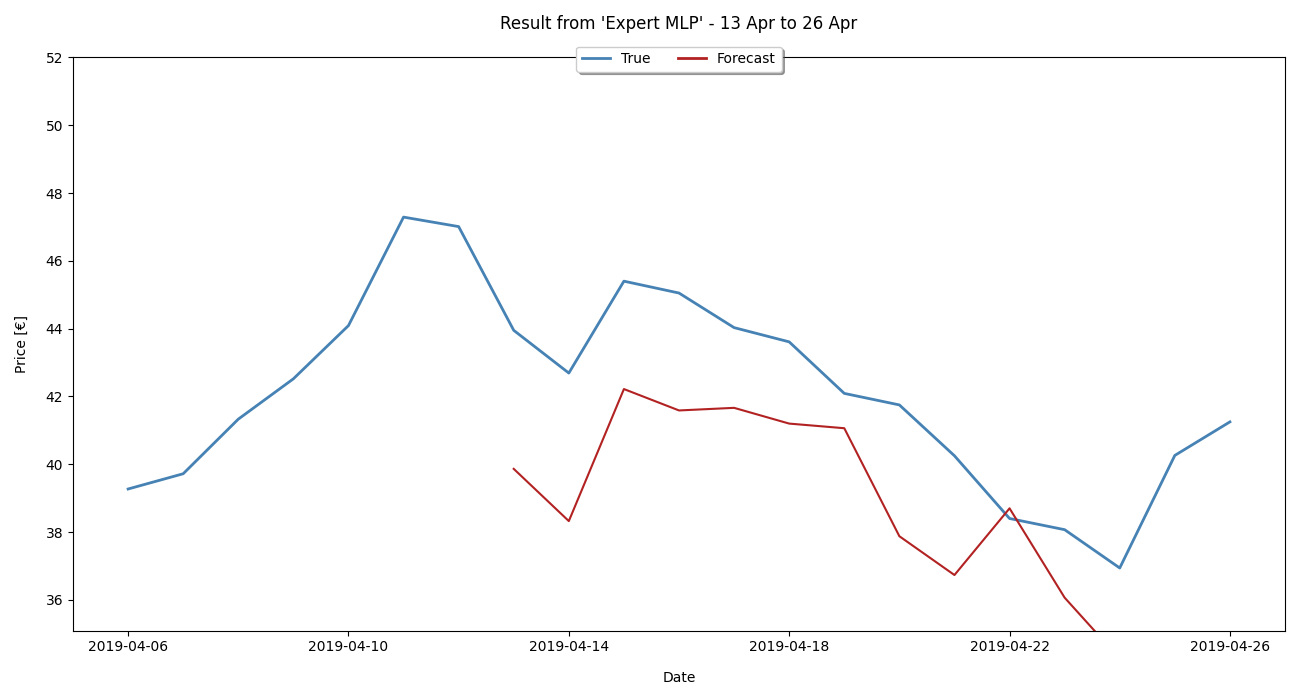 Result from 'Expert MLP' - 13 Apr to 26 Apr
True Forecast
52
50
48
46
44
42
40
38
36
Price [€]
2019-04-06 2019-04-10 2019-04-14 2019-04-18 2019-04-22 2019-04-26
Date